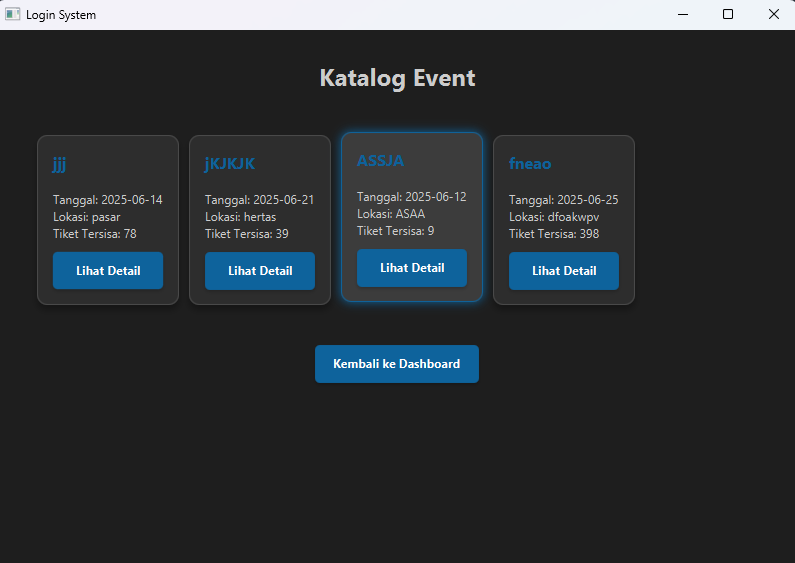 Login System
Katalog Event
jjj
Tanggal: 2025-06-14
Lokasi: pasar
Tiket Tersisa: 78
Lihat Detail
jKJKJK
Tanggal: 2025-06-21
Lokasi: hertas
Tiket Tersisa: 39
Lihat Detail
ASSJA
Tanggal: 2025-06-12
Lokasi: ASAA
Tiket Tersisa: 9
Lihat Detail
fneao
Tanggal: 2025-06-25
Lokasi: dfoakwpv
Tiket Tersisa: 398
Lihat Detail
Kembali ke Dashboard